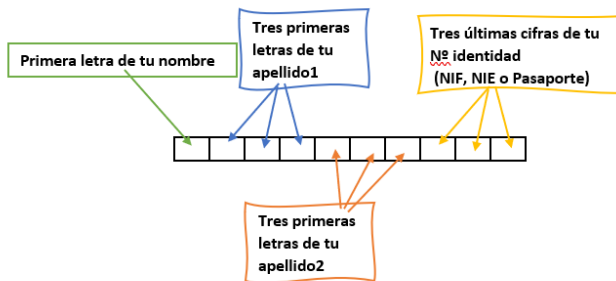 Primera letra de tu nombre
Tres primeras
letras de tu
apellido1
Tres últimas cifras de tu
Nº identidad
(NIF, NIE o Pasaporte)
Tres primeras
letras de tu
apellido2